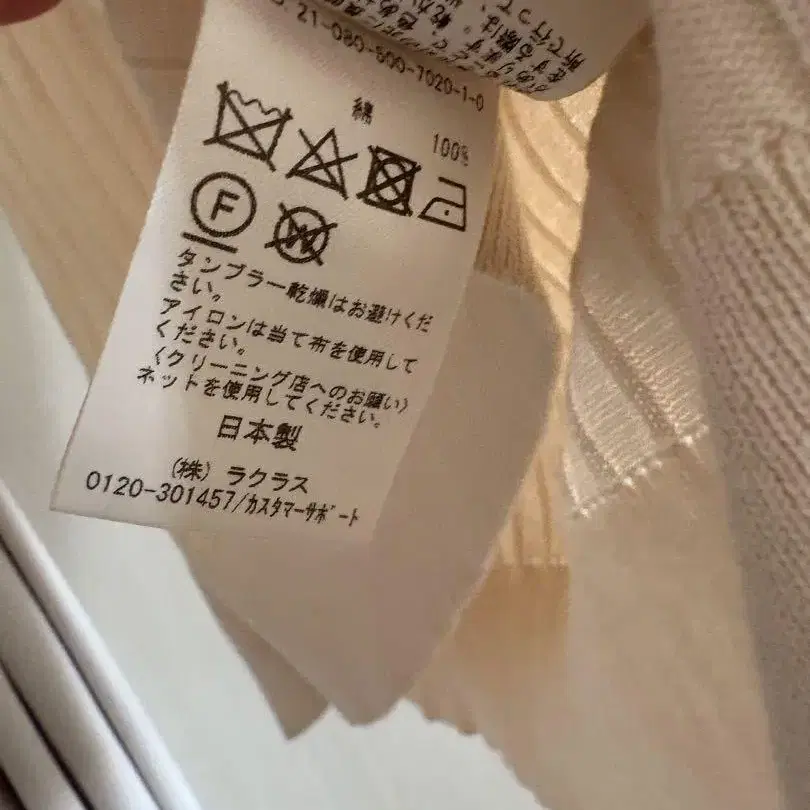 21-080-500-7020-1-0
綿 100%
F
W
タンブラー乾燥はお避けくだ
さい。
アイロンは当て布を使用して
ください。
〈クリーニング店へのお願い〉
ネットを使用してください。
日本製
(株) ラクラス
0120-301457/カスタマーサポート